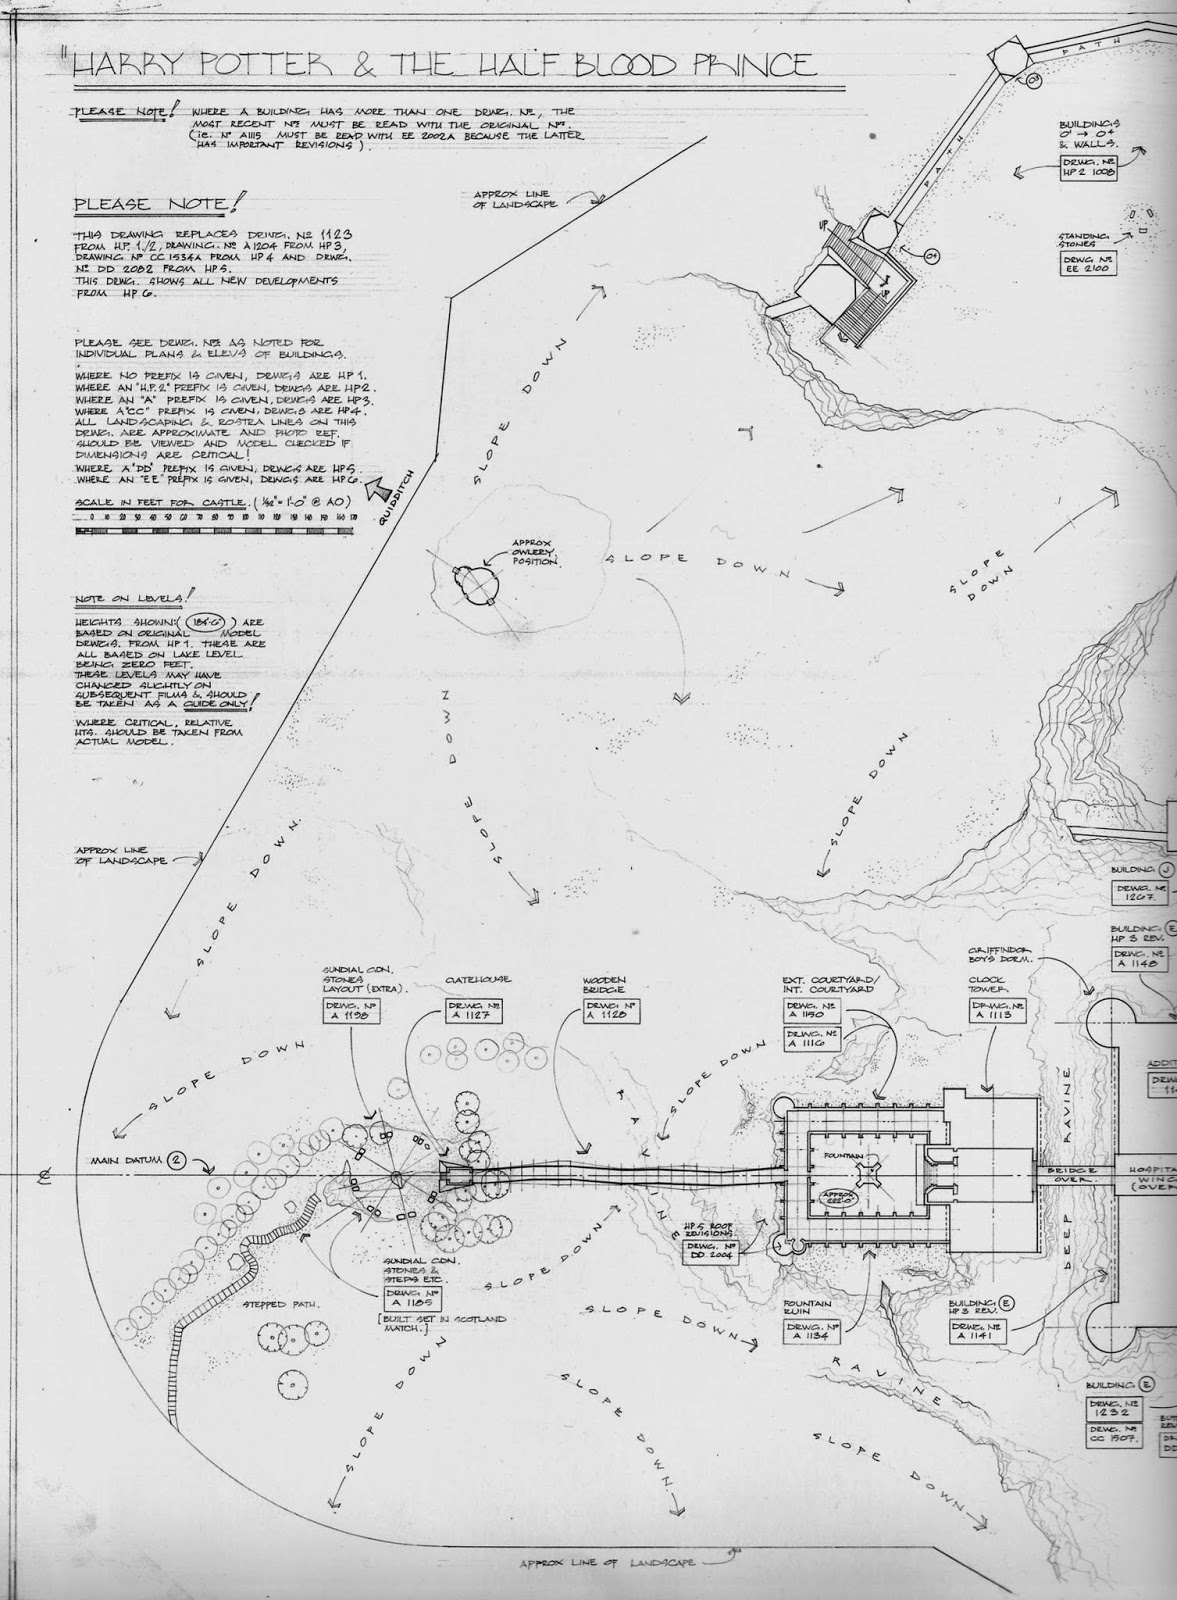 "HARRY POTTER & THE HALF BLOOD PRINCE
PLEASE NOTE! WHERE A BUILDING HAS MORE THAN ONE DRWG. Nº, THE
MOST RECENT Nº MUST BE READ WITH THE ORIGINAL Nº.
(ie. Nº A1115 MUST BE READ WITH EE 2002A BECAUSE THE LATTER
HAS IMPORTANT REVISIONS).
PLEASE NOTE!
THIS DRAWING REPLACES DRWG. Nº 1123
FROM H.P. 1./2, DRAWING. Nº A1204 FROM HP3,
DRAWING Nº CC 1534A FROM HP4 AND DRWG.
Nº DD 2082 FROM HP5.
THIS DRWG. SHOWS ALL NEW DEVELOPMENTS
FROM HP 6.
PLEASE SEE DRWG. Nºs AS NOTED FOR
INDIVIDUAL PLANS & ELEVS OF BUILDINGS.
WHERE NO PREFIX IS GIVEN, DRWGS ARE HP1.
WHERE AN "H.P. 2" PREFIX IS GIVEN, DRWGS ARE HP2.
WHERE AN "A" PREFIX IS GIVEN, DRWGS ARE HP3.
WHERE A "CC" PREFIX IS GIVEN, DRWGS ARE HP4.
ALL LANDSCAPING & ROSTRA LINES ON THIS
DRWG. ARE APPROXIMATE AND PHOTO REF.
SHOULD BE VIEWED AND MODEL CHECKED IF
DIMENSIONS ARE CRITICAL!
WHERE A "DD" PREFIX IS GIVEN, DRWGS ARE HP5.
WHERE AN "EE" PREFIX IS GIVEN, DRWGS ARE HP6.
SCALE IN FEET FOR CASTLE. (1/32" = 1'-0" @ AO)
0 10 20 30 40 50 60 70 80 90 100 110 120 130 140 150 160 170
QUIDDITCH
NOTE ON LEVELS!
HEIGHTS SHOWN: (184'-6") ARE
BASED ON ORIGINAL MODEL
DRWGS. FROM HP 1. THESE ARE
ALL BASED ON LAKE LEVEL
BEING ZERO FEET.
THESE LEVELS MAY HAVE
CHANGED SLIGHTLY ON
SUBSEQUENT FILMS & SHOULD
BE TAKEN AS A GUIDE ONLY!
WHERE CRITICAL, RELATIVE
HTS. SHOULD BE TAKEN FROM
ACTUAL MODEL.
APPROX LINE
OF LANDSCAPE
PATH
PATH
UP
UP
BUILDINGS
& WALLS.
DRWG. Nº
HP 2 1008
STANDING
STONES
DRWG Nº
EE 2100
SLOPE DOWN
APPROX
OWLERY
POSITION.
SLOPE DOWN
SLOPE
DOWN
SLOPE DOWN
DOWN
SLOPE
APPROX LINE
OF LANDSCAPE
SLOPE DOWN.
BUILDING J
DRWG. Nº
1267.
BUILDING E
HP 3 REV.
DRWG. Nº
A 1148
SUNDIAL GDN.
STONES
LAYOUT (EXTRA).
DRWG. Nº
A 1198
GATEHOUSE
DRWG. Nº
A 1127
WOODEN
BRIDGE
DRWG. Nº
A 1128
EXT. COURTYARD/
INT. COURTYARD
DRWG. Nº
A 1150
DRWG. Nº
A 1116
GRIFFINDOR
BOYS DORM.
CLOCK
TOWER
DRWG. Nº
A 1113
SLOPE DOWN
SLOPE DOWN
RAVINE
DEEP RAVINE
MAIN DATUM 2
FOUNTAIN
APPROX
222'-0"
BRIDGE
OVER.
WING
(OVER)
HP.5 ROOF
REVISIONS
DRWG. Nº
DD 2004
STEPPED PATH.
SUNDIAL GDN.
STONES &
STEPS ETC.
DRWG. Nº
A 1185
[BUILT SET IN SCOTLAND
MATCH.]
SLOPE DOWN
SLOPE DOWN
FOUNTAIN
RUIN
DRWG. Nº
A 1134
BUILDING E
HP 3 REV.
DRWG. Nº
A 1141
RAVINE
BUILDING E
DRWG. Nº
1232
DRWG. Nº
CC 1507.
SLOPE DOWN
SLOPE DOWN
SLOPE DOWN
APPROX LINE OF LANDSCAPE